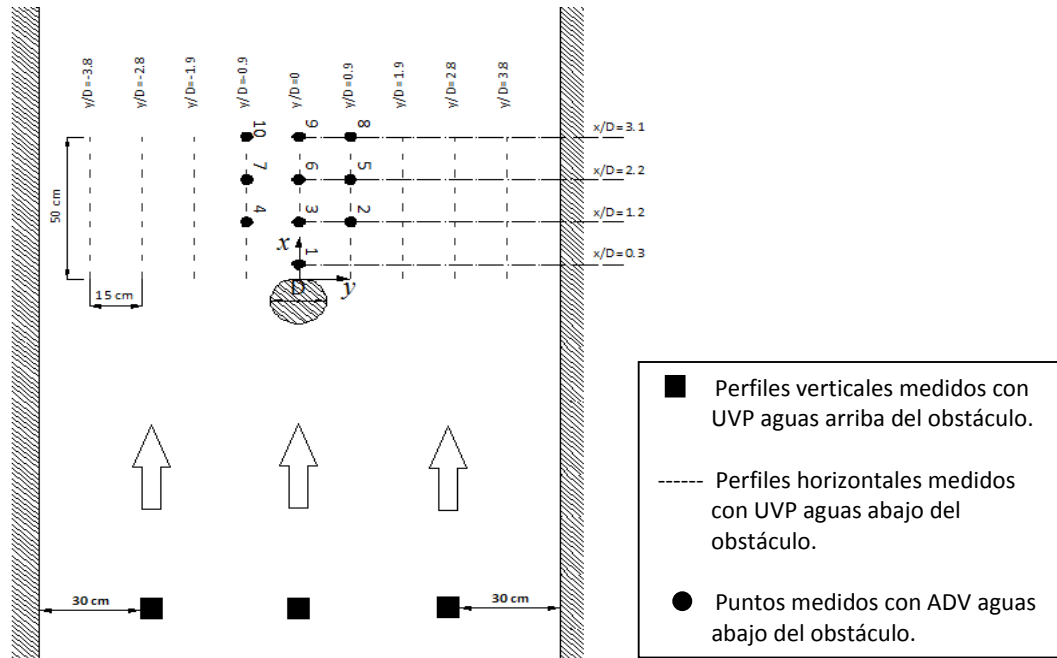 y/D=-3.8
y/D=-2.8
y/D=-1.9
y/D=-0.9
y/D=0
y/D=0.9
y/D=1.9
y/D=2.8
y/D=3.8
10
9
8
x/D=3.1
7
6
5
x/D=2.2
50 cm
4
3
2
x/D=1.2
x
1
x/D=0.3
15 cm
D
y
Perfiles verticales medidos con
UVP aguas arriba del obstáculo.
------ Perfiles horizontales medidos
con UVP aguas abajo del
obstáculo.
30 cm
30 cm
Puntos medidos con ADV aguas
abajo del obstáculo.